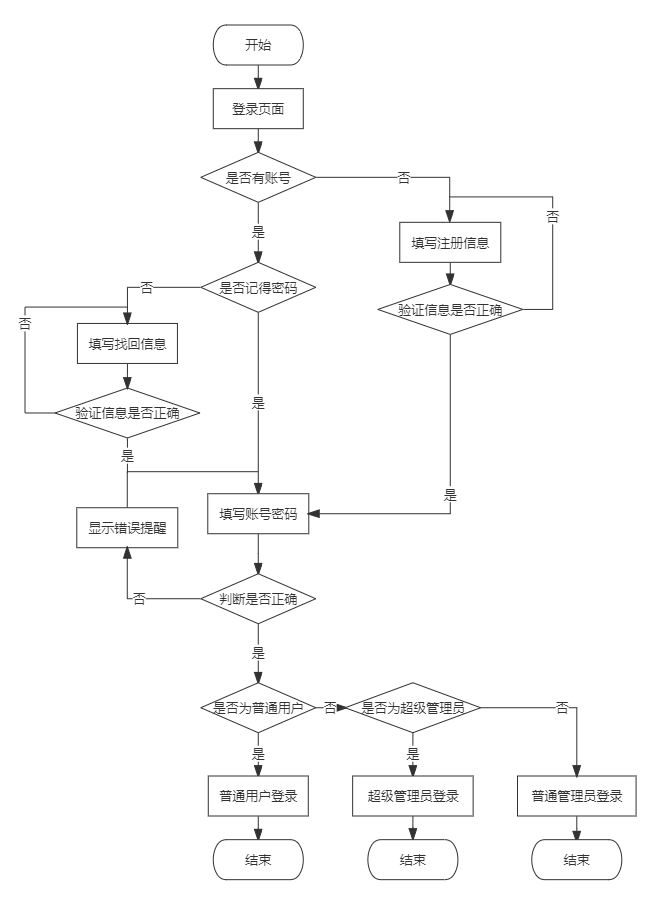 开始
登录页面
是否有账号
否
否
是
填写注册信息
是否记得密码
否
验证信息是否正确
否
填写找回信息
是
验证信息是否正确
是
是
填写账号密码
显示错误提醒
判断是否正确
否
是
是否为普通用户
否
是否为超级管理员
否
是
是
普通用户登录
超级管理员登录
普通管理员登录
结束
结束
结束